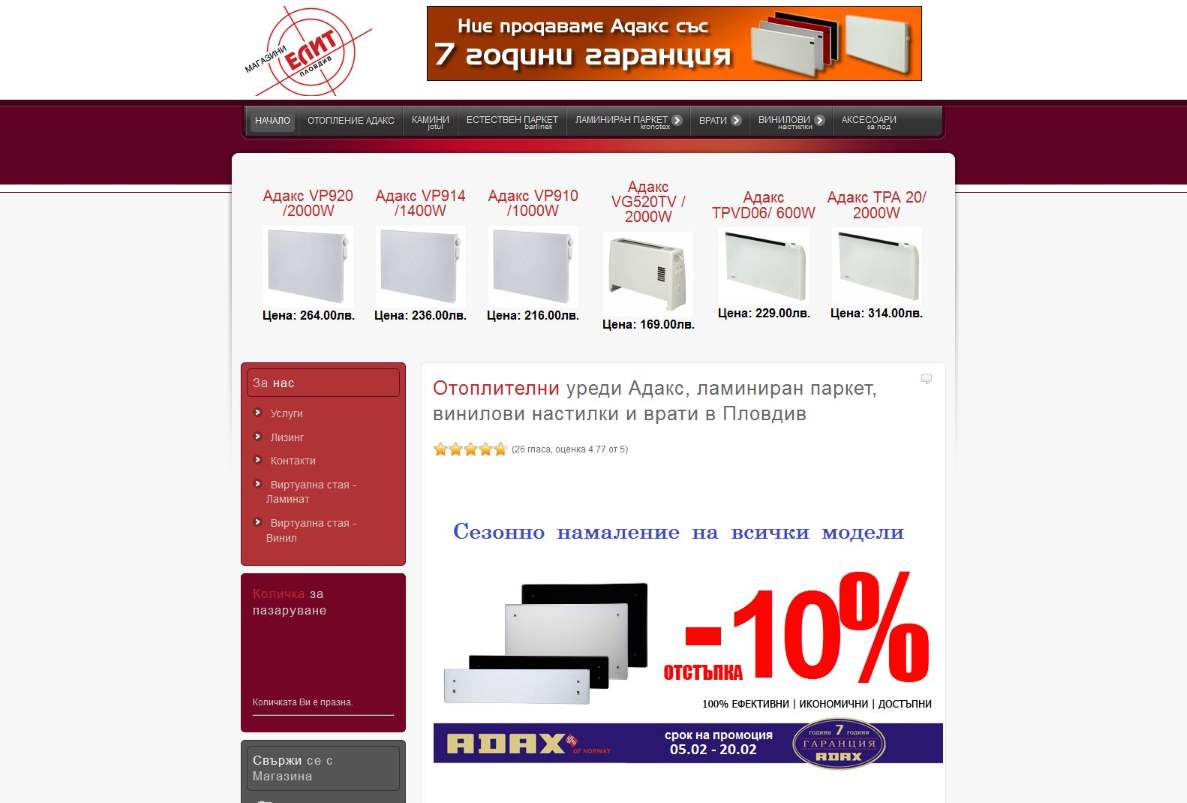 МАГАЗИНИ
ЕЛИТ
ПЛОВДИВ
Ние продаваме Адакс със
7 години гаранция
НАЧАЛО
ОТОПЛЕНИЕ АДАКС
КАМИНИ
jotul
ЕСТЕСТВЕН ПАРКЕТ
barlinek
ЛАМИНИРАН ПАРКЕТ
kronotex
ВРАТИ
ВИНИЛОВИ
настилки
АКСЕСОАРИ
за под
Адакс VP920
/2000W
Цена: 264.00лв.
Адакс VP914
/1400W
Цена: 236.00лв.
Адакс VP910
/1000W
Цена: 216.00лв.
Адакс
VG520TV /
2000W
Цена: 169.00лв.
Адакс
TPVD06/ 600W
Цена: 229.00лв.
Адакс TPA 20/
2000W
Цена: 314.00лв.
За нас
Услуги
Лизинг
Контакти
Виртуална стая -
Ламинат
Виртуална стая -
Винил
Количка за
пазаруване
Количката Ви е празна.
Свържи се с
Магазина
Отоплителни уреди Адакс, ламиниран паркет,
винилови настилки и врати в Пловдив
(26 гласа, оценка 4.77 от 5)
Сезонно намаление на всички модели
-10%
ОТСТЪПКА
100% ЕФЕКТИВНИ | ИКОНОМИЧНИ | ДОСТЪПНИ
ADAX
OF NORWAY
срок на промоция
05.02 - 20.02
години 7 години
ГАРАНЦИЯ
ADAX